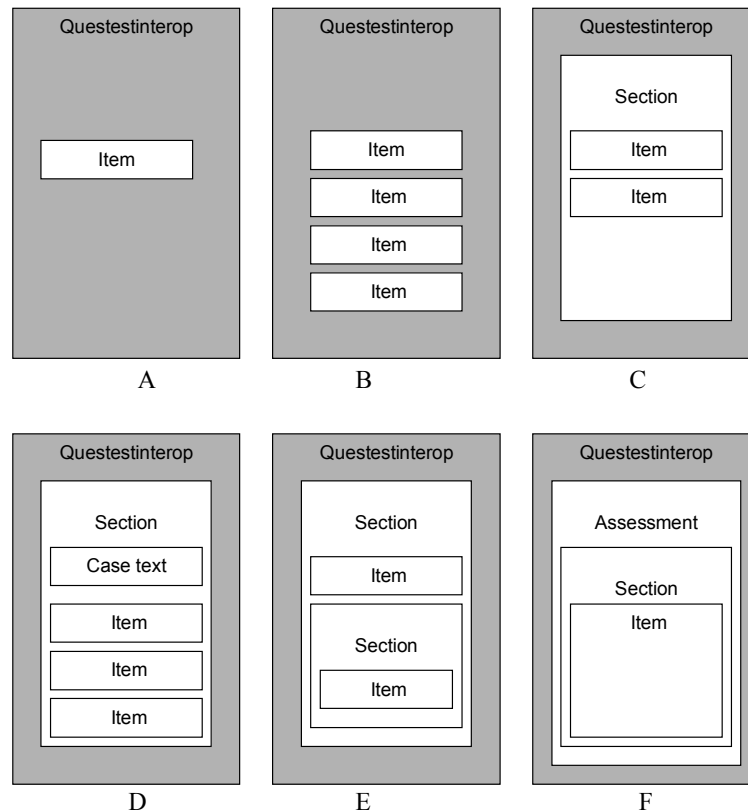 Questestinterop
Item
A
Questestinterop
Item
Item
Item
Item
B
Questestinterop
Section
Item
Item
C
Questestinterop
Section
Case text
Item
Item
Item
D
Questestinterop
Section
Item
Section
Item
E
Questestinterop
Assessment
Section
Item
F